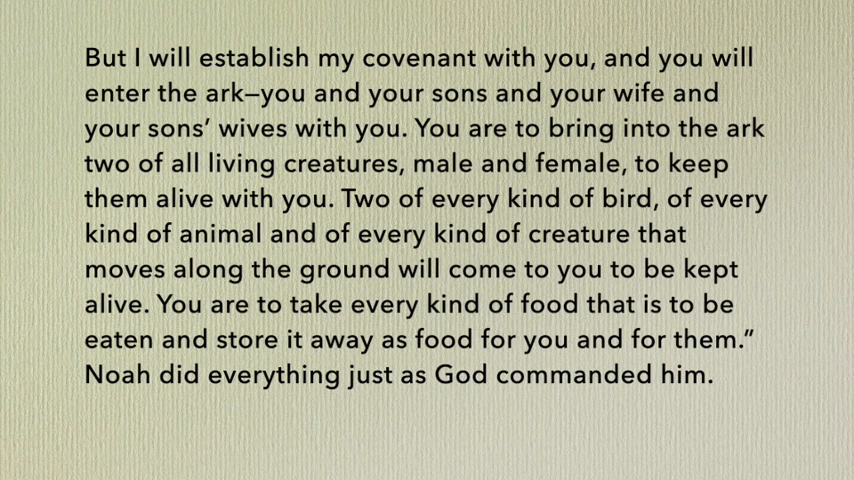 But I will establish my covenant with you, and you will
enter the ark—you and your sons and your wife and
your sons’ wives with you. You are to bring into the ark
two of all living creatures, male and female, to keep
them alive with you. Two of every kind of bird, of every
kind of animal and of every kind of creature that
moves along the ground will come to you to be kept
alive. You are to take every kind of food that is to be
eaten and store it away as food for you and for them.”
Noah did everything just as God commanded him.